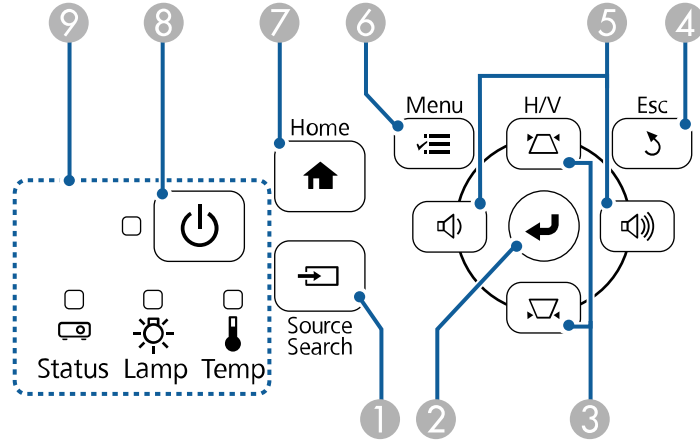 9 8 7 6 5 4
Menu H/V Esc
Home
Source
Search
Status Lamp Temp
1 2 3